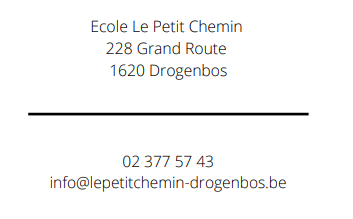 Ecole Le Petit Chemin
228 Grand Route
1620 Drogenbos
02 377 57 43
info@lepetitchemin-drogenbos.be